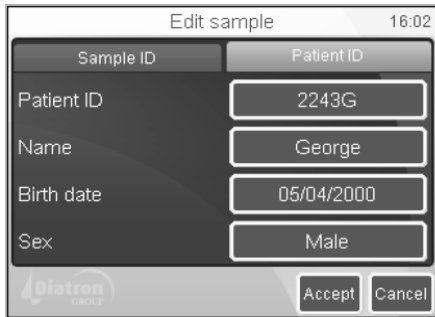 Edit sample 16:02
Sample ID Patient ID
Patient ID 2243G
Name George
Birth date 05/04/2000
Sex Male
Diatron GROUP
Accept Cancel